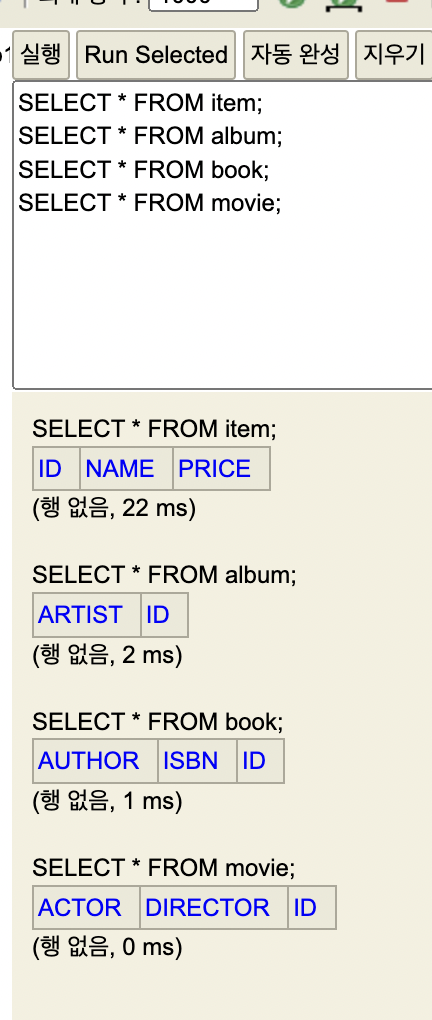 실행 Run Selected 자동 완성 지우기
SELECT * FROM item;
SELECT * FROM album;
SELECT * FROM book;
SELECT * FROM movie;
SELECT * FROM item;
ID NAME PRICE
(행 없음, 22 ms)
SELECT * FROM album;
ARTIST ID
(행 없음, 2 ms)
SELECT * FROM book;
AUTHOR ISBN ID
(행 없음, 1 ms)
SELECT * FROM movie;
ACTOR DIRECTOR ID
(행 없음, 0 ms)